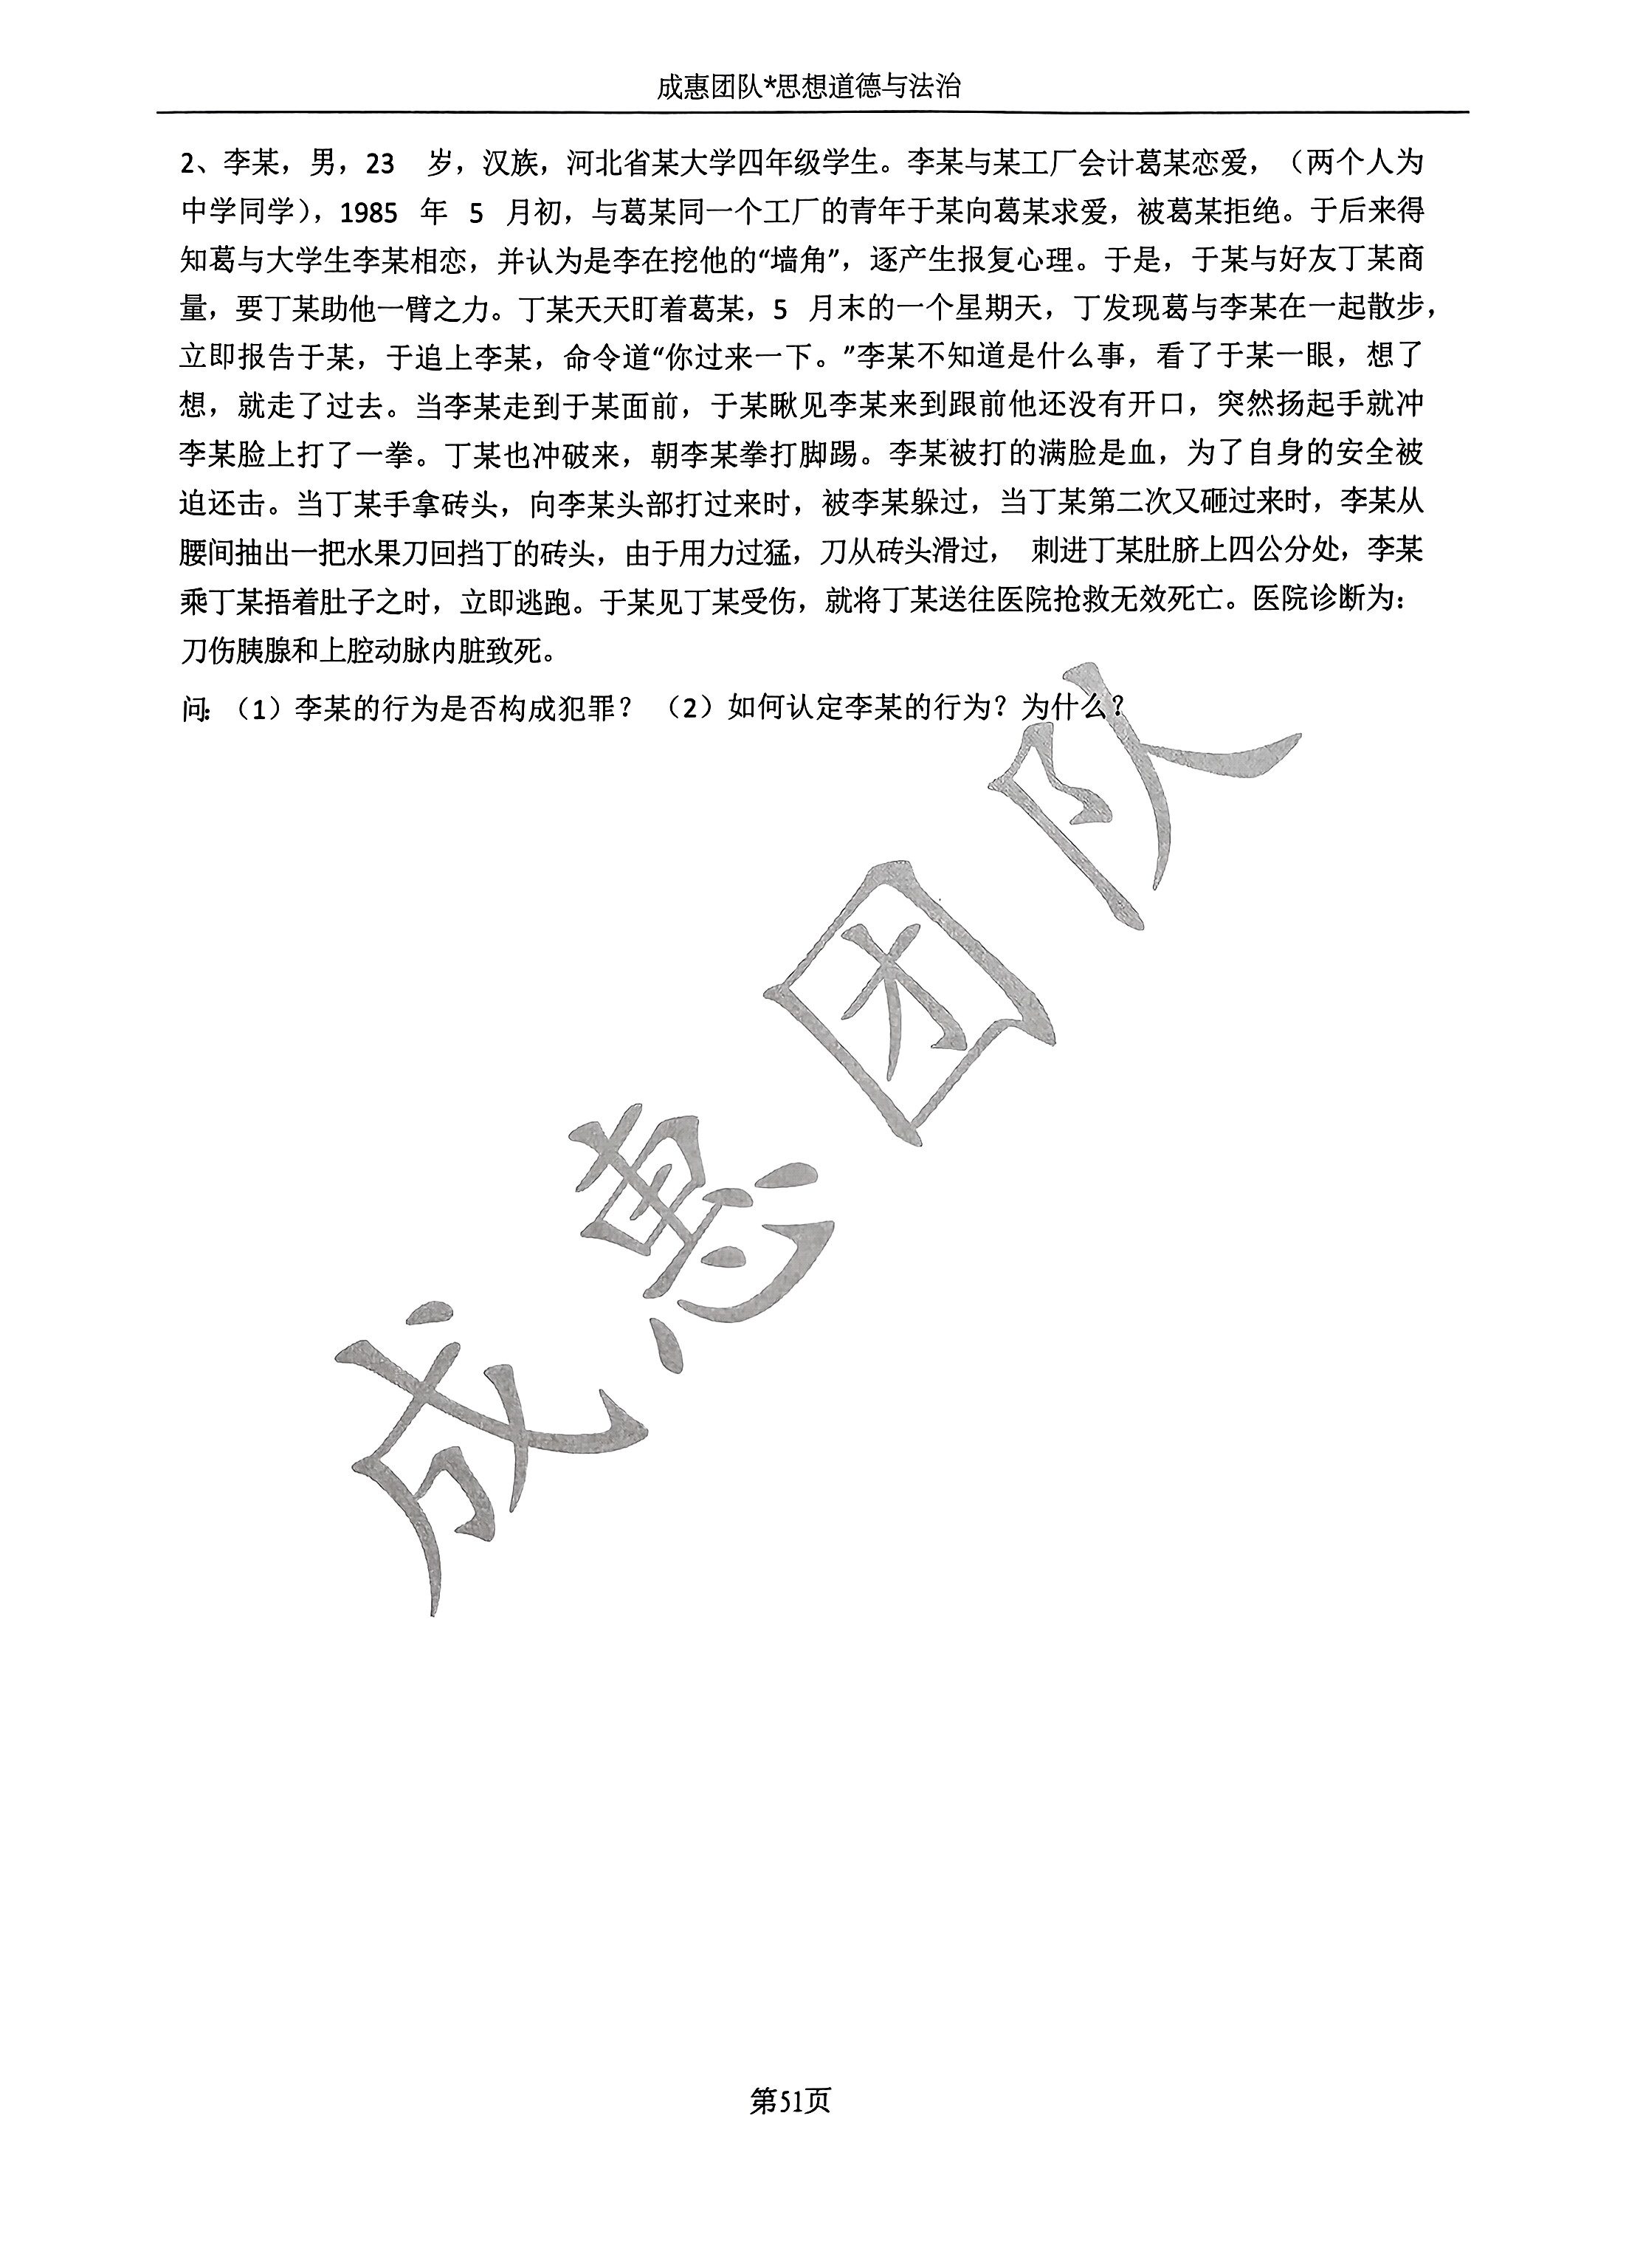 成惠团队*思想道德与法治
2、李某，男，23 岁，汉族，河北省某大学四年级学生。李某与某工厂会计葛某恋爱，（两个人为
中学同学），1985 年 5 月初，与葛某同一个工厂的青年于某向葛某求爱，被葛某拒绝。于后来得
知葛与大学生李某相恋，并认为是李在挖他的“墙角”，逐产生报复心理。于是，于某与好友丁某商
量，要丁某助他一臂之力。丁某天天盯着葛某，5 月末的一个星期天，丁发现葛与李某在一起散步，
立即报告于某，于追上李某，命令道“你过来一下。”李某不知道是什么事，看了于某一眼，想了
想，就走了过去。当李某走到于某面前，于某瞅见李某来到跟前他还没有开口，突然扬起手就冲
李某脸上打了一拳。丁某也冲破来，朝李某拳打脚踢。李某被打的满脸是血，为了自身的安全被
迫还击。当丁某手拿砖头，向李某头部打过来时，被李某躲过，当丁某第二次又砸过来时，李某从
腰间抽出一把水果刀回挡丁的砖头，由于用力过猛，刀从砖头滑过， 刺进丁某肚脐上四公分处，李某
乘丁某捂着肚子之时，立即逃跑。于某见丁某受伤，就将丁某送往医院抢救无效死亡。医院诊断为：
刀伤胰腺和上腔动脉内脏致死。
问：（1）李某的行为是否构成犯罪？ （2）如何认定李某的行为？为什么？
成惠团队
第51页